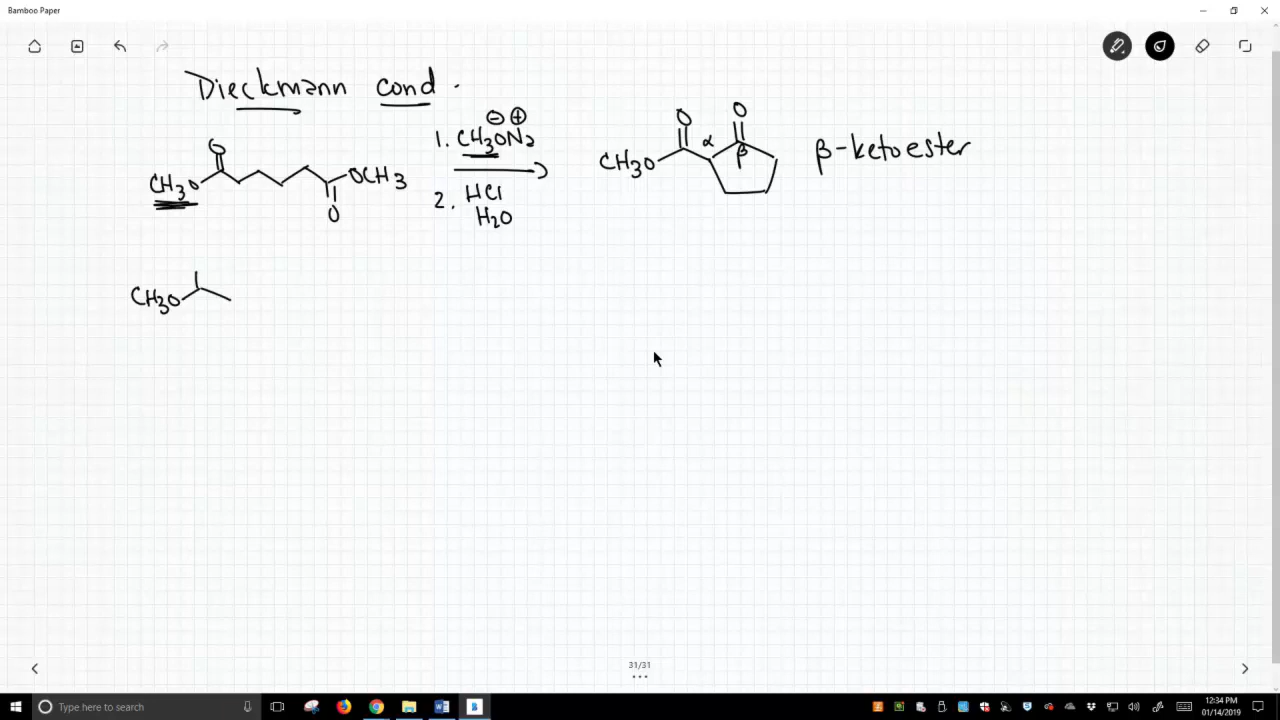 Bamboo Paper
Dieckmann cond.
⊖ ⊕
1. CH3ONa
2. HCl
H2O
O
CH3O
OCH3
O
O
CH3O
α
O
β
β-ketoester
CH3O
31/31
Type here to search
12:34 PM
01/14/2019